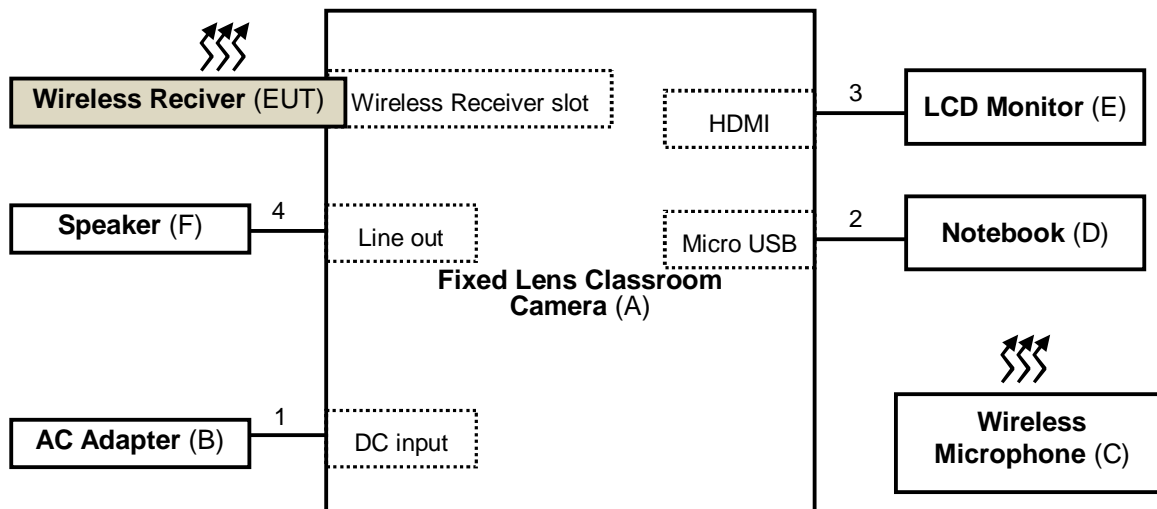 Wireless Reciver (EUT)
Wireless Receiver slot
HDMI
3
LCD Monitor (E)
Speaker (F)
4
Line out
Micro USB
2
Notebook (D)
Fixed Lens Classroom
Camera (A)
AC Adapter (B)
1
DC input
Wireless
Microphone (C)